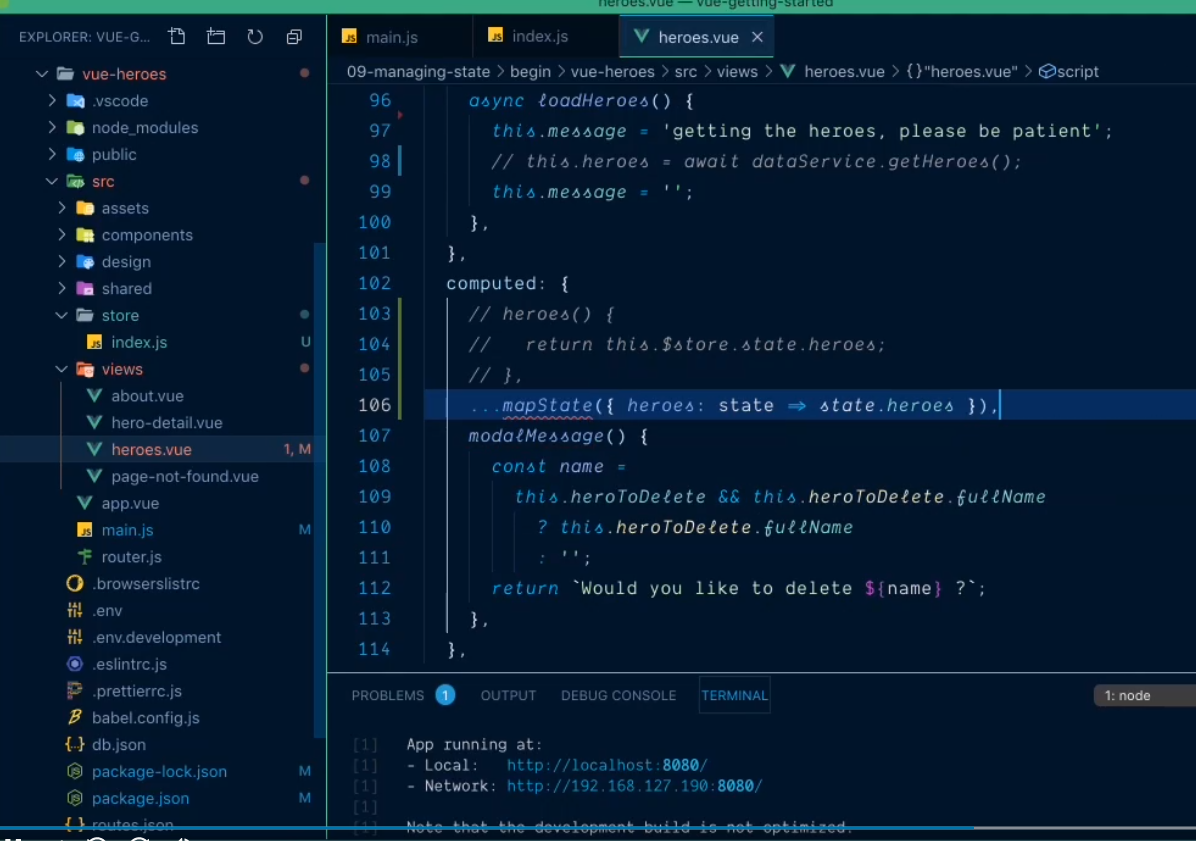 heroes.vue — vue-getting-started
EXPLORER: VUE-G...
vue-heroes
.vscode
node_modules
public
src
assets
components
design
shared
store
index.js U
views
about.vue
hero-detail.vue
heroes.vue 1, M
page-not-found.vue
app.vue
main.js M
router.js
.browserslistrc
.env
.env.development
.eslintrc.js
.prettierrc.js
babel.config.js
db.json
package-lock.json M
package.json M
routes.json
main.js index.js heroes.vue
09-managing-state > begin > vue-heroes > src > views > heroes.vue > {}"heroes.vue" > script
96 async loadHeroes() {
97 this.message = 'getting the heroes, please be patient';
98 // this.heroes = await dataService.getHeroes();
99 this.message = '';
100 },
101 },
102 computed: {
103 // heroes() {
104 // return this.$store.state.heroes;
105 // },
106 ...mapState({ heroes: state => state.heroes }),
107 modalMessage() {
108 const name =
109 this.heroToDelete && this.heroToDelete.fullName
110 ? this.heroToDelete.fullName
111 : '';
112 return `Would you like to delete ${name} ?`;
113 },
114 },
PROBLEMS 1 OUTPUT DEBUG CONSOLE TERMINAL 1: node
[1] App running at:
[1] - Local: http://localhost:8080/
[1] - Network: http://192.168.127.190:8080/
[1]
[1] Note that the development build is not optimized.